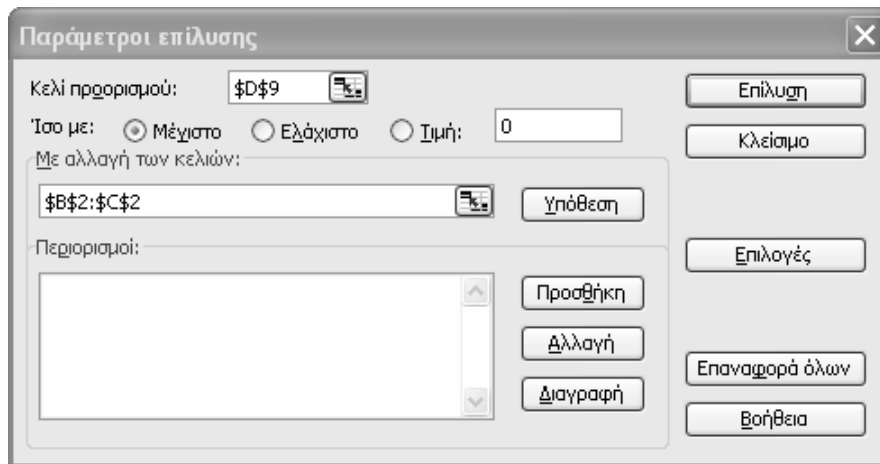 Παράμετροι επίλυσης
Κελί προορισμού: $D$9
Ίσο με: Μέγιστο Ελάχιστο Τιμή: 0
Με αλλαγή των κελιών:
$B$2:$C$2
Υπόθεση
Περιορισμοί:
Προσθήκη
Αλλαγή
Διαγραφή
Επίλυση
Κλείσιμο
Επιλογές
Επαναφορά όλων
Βοήθεια